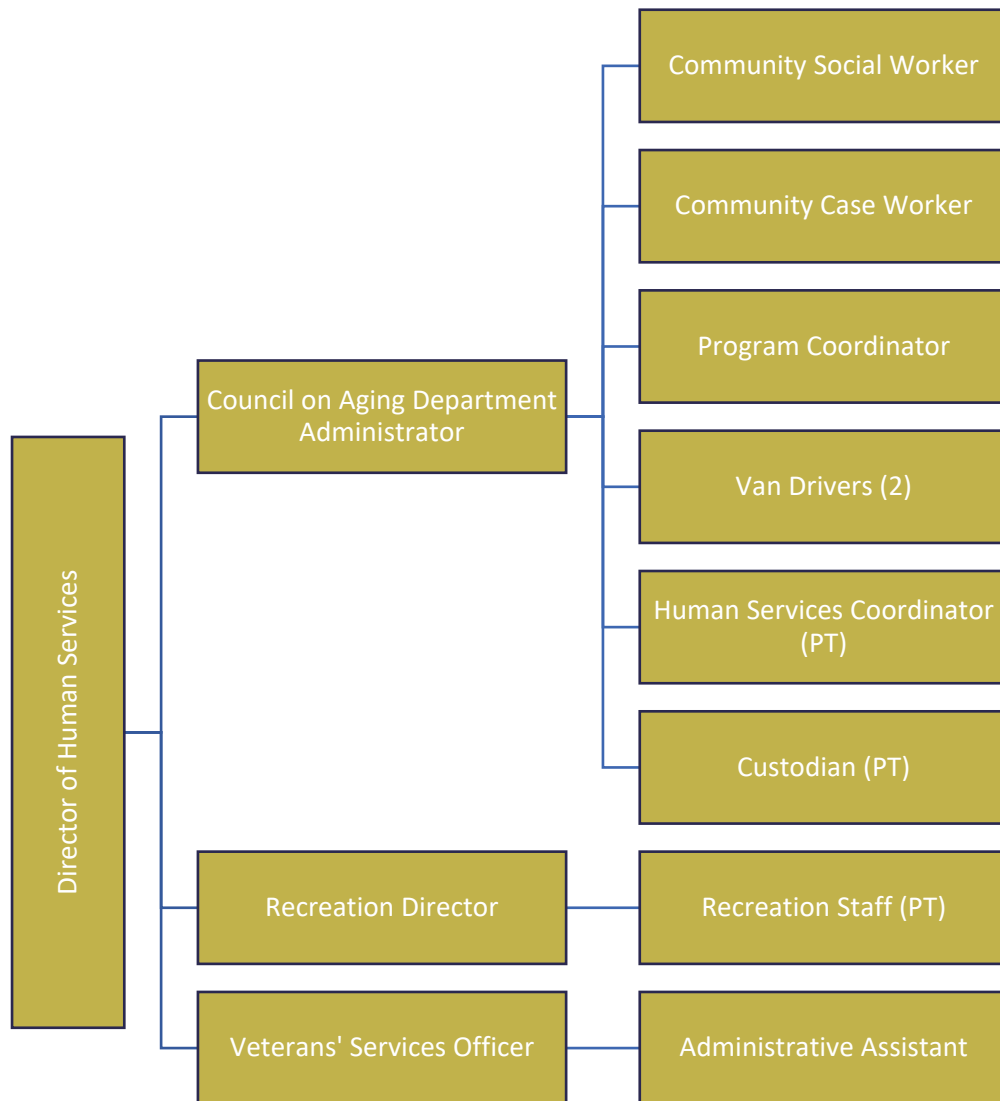 Director of Human Services
Council on Aging Department
Administrator
Community Social Worker
Community Case Worker
Program Coordinator
Van Drivers (2)
Human Services Coordinator
(PT)
Custodian (PT)
Recreation Director
Recreation Staff (PT)
Veterans' Services Officer
Administrative Assistant